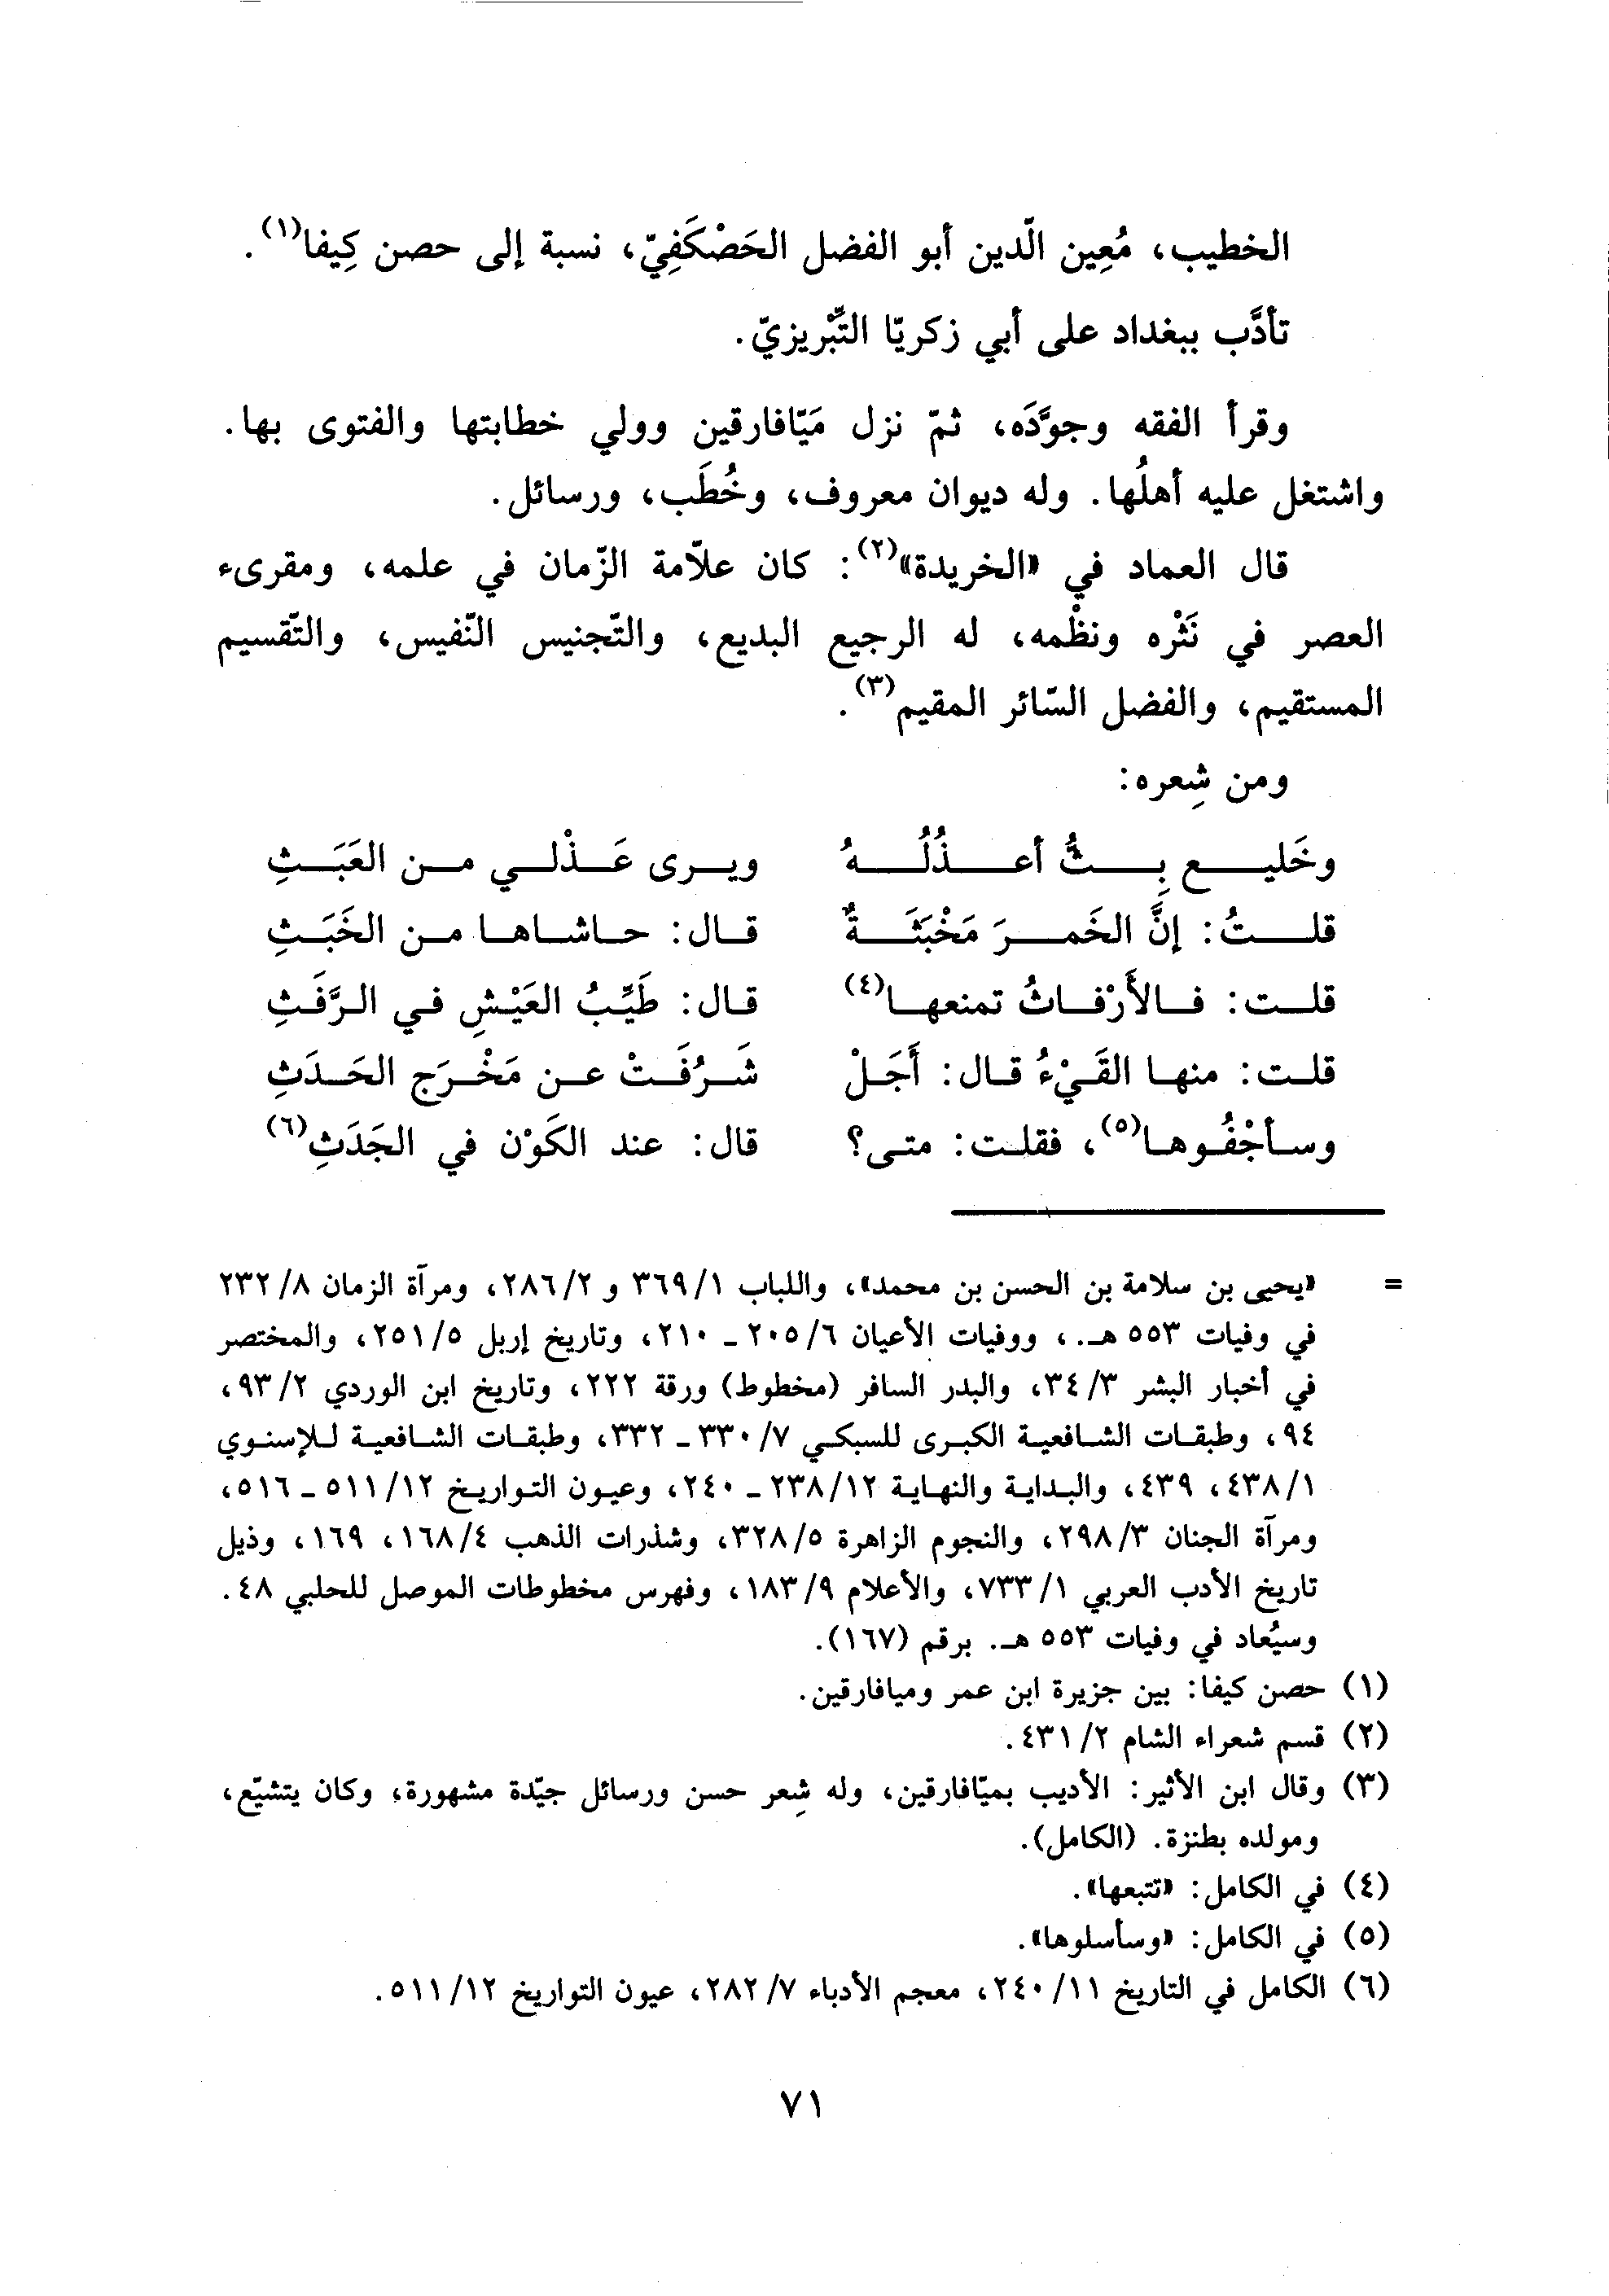 الخطيب، مُعِين الّدين أبو الفضل الحَصْكَفِيّ، نسبة إلى حصن كِيفا(١).
تأدَّب ببغداد على أبي زكريّا التِّبْريزيّ.
وقرأ الفقه وجوَّدَه، ثمّ نزل مَيّافارقين وولي خطابتها والفتوى بها.
واشتغل عليه أهلُها. وله ديوان معروف، وخُطَب، ورسائل.
قال العماد في «الخريدة»(٢): كان علاّمة الزّمان في علمه، ومقرىء
العصر في نَثْره ونظْمه، له الرجيع البديع، والتّجنيس النّفيس، والتّقسيم
المستقيم، والفضل السّائر المقيم(٣).
ومن شِعره:
وخَليع بِتُّ أعذُلُهُ ويرى عَذْلي من العَبَثِ
قلتُ: إنَّ الخَمرَ مَخْبَثَةٌ قال: حاشاها من الخَبَثِ
قلت: فالأَرْفاثُ تمنعها(٤) قال: طَيِّبُ العَيْشِ في الرَّفَثِ
قلت: منها القَيْءُ قال: أَجَلْ شَرُفَتْ عن مَخْرَج الحَدَثِ
وسأجْفُوها(٥)، فقلت: متى؟ قال: عند الكَوْن في الجَدَثِ(٦)
= «يحيى بن سلامة بن الحسن بن محمد»، واللباب ٣٦٩/١ و ٢٨٦/٢، ومرآة الزمان ٢٣٢/٨
في وفيات ٥٥٣ هـ.، ووفيات الأعيان ٢٠٥/٦ - ٢١٠، وتاريخ إربل ٢٥١/٥، والمختصر
في أخبار البشر ٣٤/٣، والبدر السافر (مخطوط) ورقة ٢٢٢، وتاريخ ابن الوردي ٩٣/٢،
٩٤، وطبقات الشافعية الكبرى للسبكي ٣٣٠/٧ - ٣٣٢، وطبقات الشافعية للإسنوي
٤٣٨/١، ٤٣٩، والبداية والنهاية ٢٣٨/١٢ - ٢٤٠، وعيون التواريخ ٥١١/١٢ - ٥١٦،
ومرآة الجنان ٢٩٨/٣، والنجوم الزاهرة ٣٢٨/٥، وشذرات الذهب ١٦٨/٤، ١٦٩، وذيل
تاريخ الأدب العربي ٧٣٣/١، والأعلام ١٨٣/٩، وفهرس مخطوطات الموصل للحلبي ٤٨.
وسيُعاد في وفيات ٥٥٣ هـ. برقم (١٦٧).
(١) حصن كيفا: بين جزيرة ابن عمر وميافارقين.
(٢) قسم شعراء الشام ٤٣١/٢.
(٣) وقال ابن الأثير: الأديب بميّافارقين، وله شِعر حسن ورسائل جيّدة مشهورة، وكان يتشيّع،
ومولده بطنزة. (الكامل).
(٤) في الكامل: «تتبعها».
(٥) في الكامل: «وسأسلوها».
(٦) الكامل في التاريخ ٢٤٠/١١، معجم الأدباء ٢٨٢/٧، عيون التواريخ ٥١١/١٢.
٧١